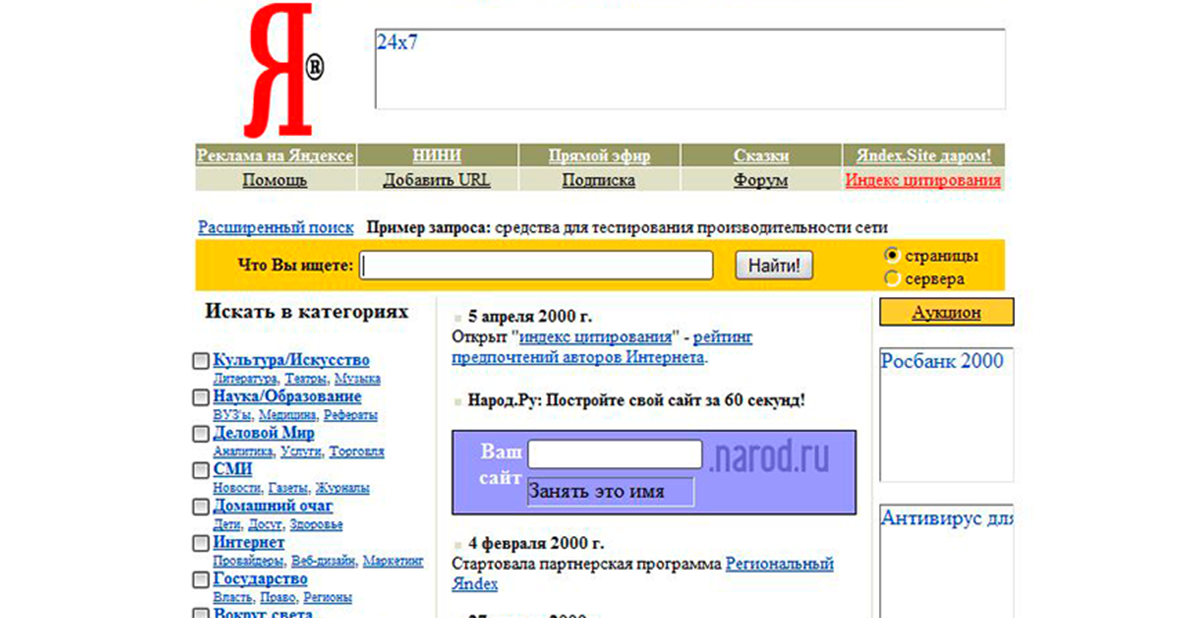 Я®
24x7
Реклама на Яндексе НИНИ Прямой эфир Сказки Яndex.Site даром!
Помощь Добавить URL Подписка Форум Индекс цитирования
Расширенный поиск Пример запроса: средства для тестирования производительности сети
Что Вы ищете: Найти! страницы
сервера
Искать в категориях
Культура/Искусство
Литература, Театры, Музыка
Наука/Образование
ВУЗ'ы, Медицина, Рефераты
Деловой Мир
Аналитика, Услуги, Торговля
СМИ
Новости, Газеты, Журналы
Домашний очаг
Дети, Досуг, Здоровье
Интернет
Провайдеры, Веб-дизайн, Маркетинг
Государство
Власть, Право, Регионы
Вокруг света
5 апреля 2000 г.
Открыт "индекс цитирования" - рейтинг
предпочтений авторов Интернета.
Народ.Ру: Постройте свой сайт за 60 секунд!
Ваш .narod.ru
сайт Занять это имя
4 февраля 2000 г.
Стартовала партнерская программа Региональный
Яndex
Аукцион
Росбанк 2000
Антивирус для